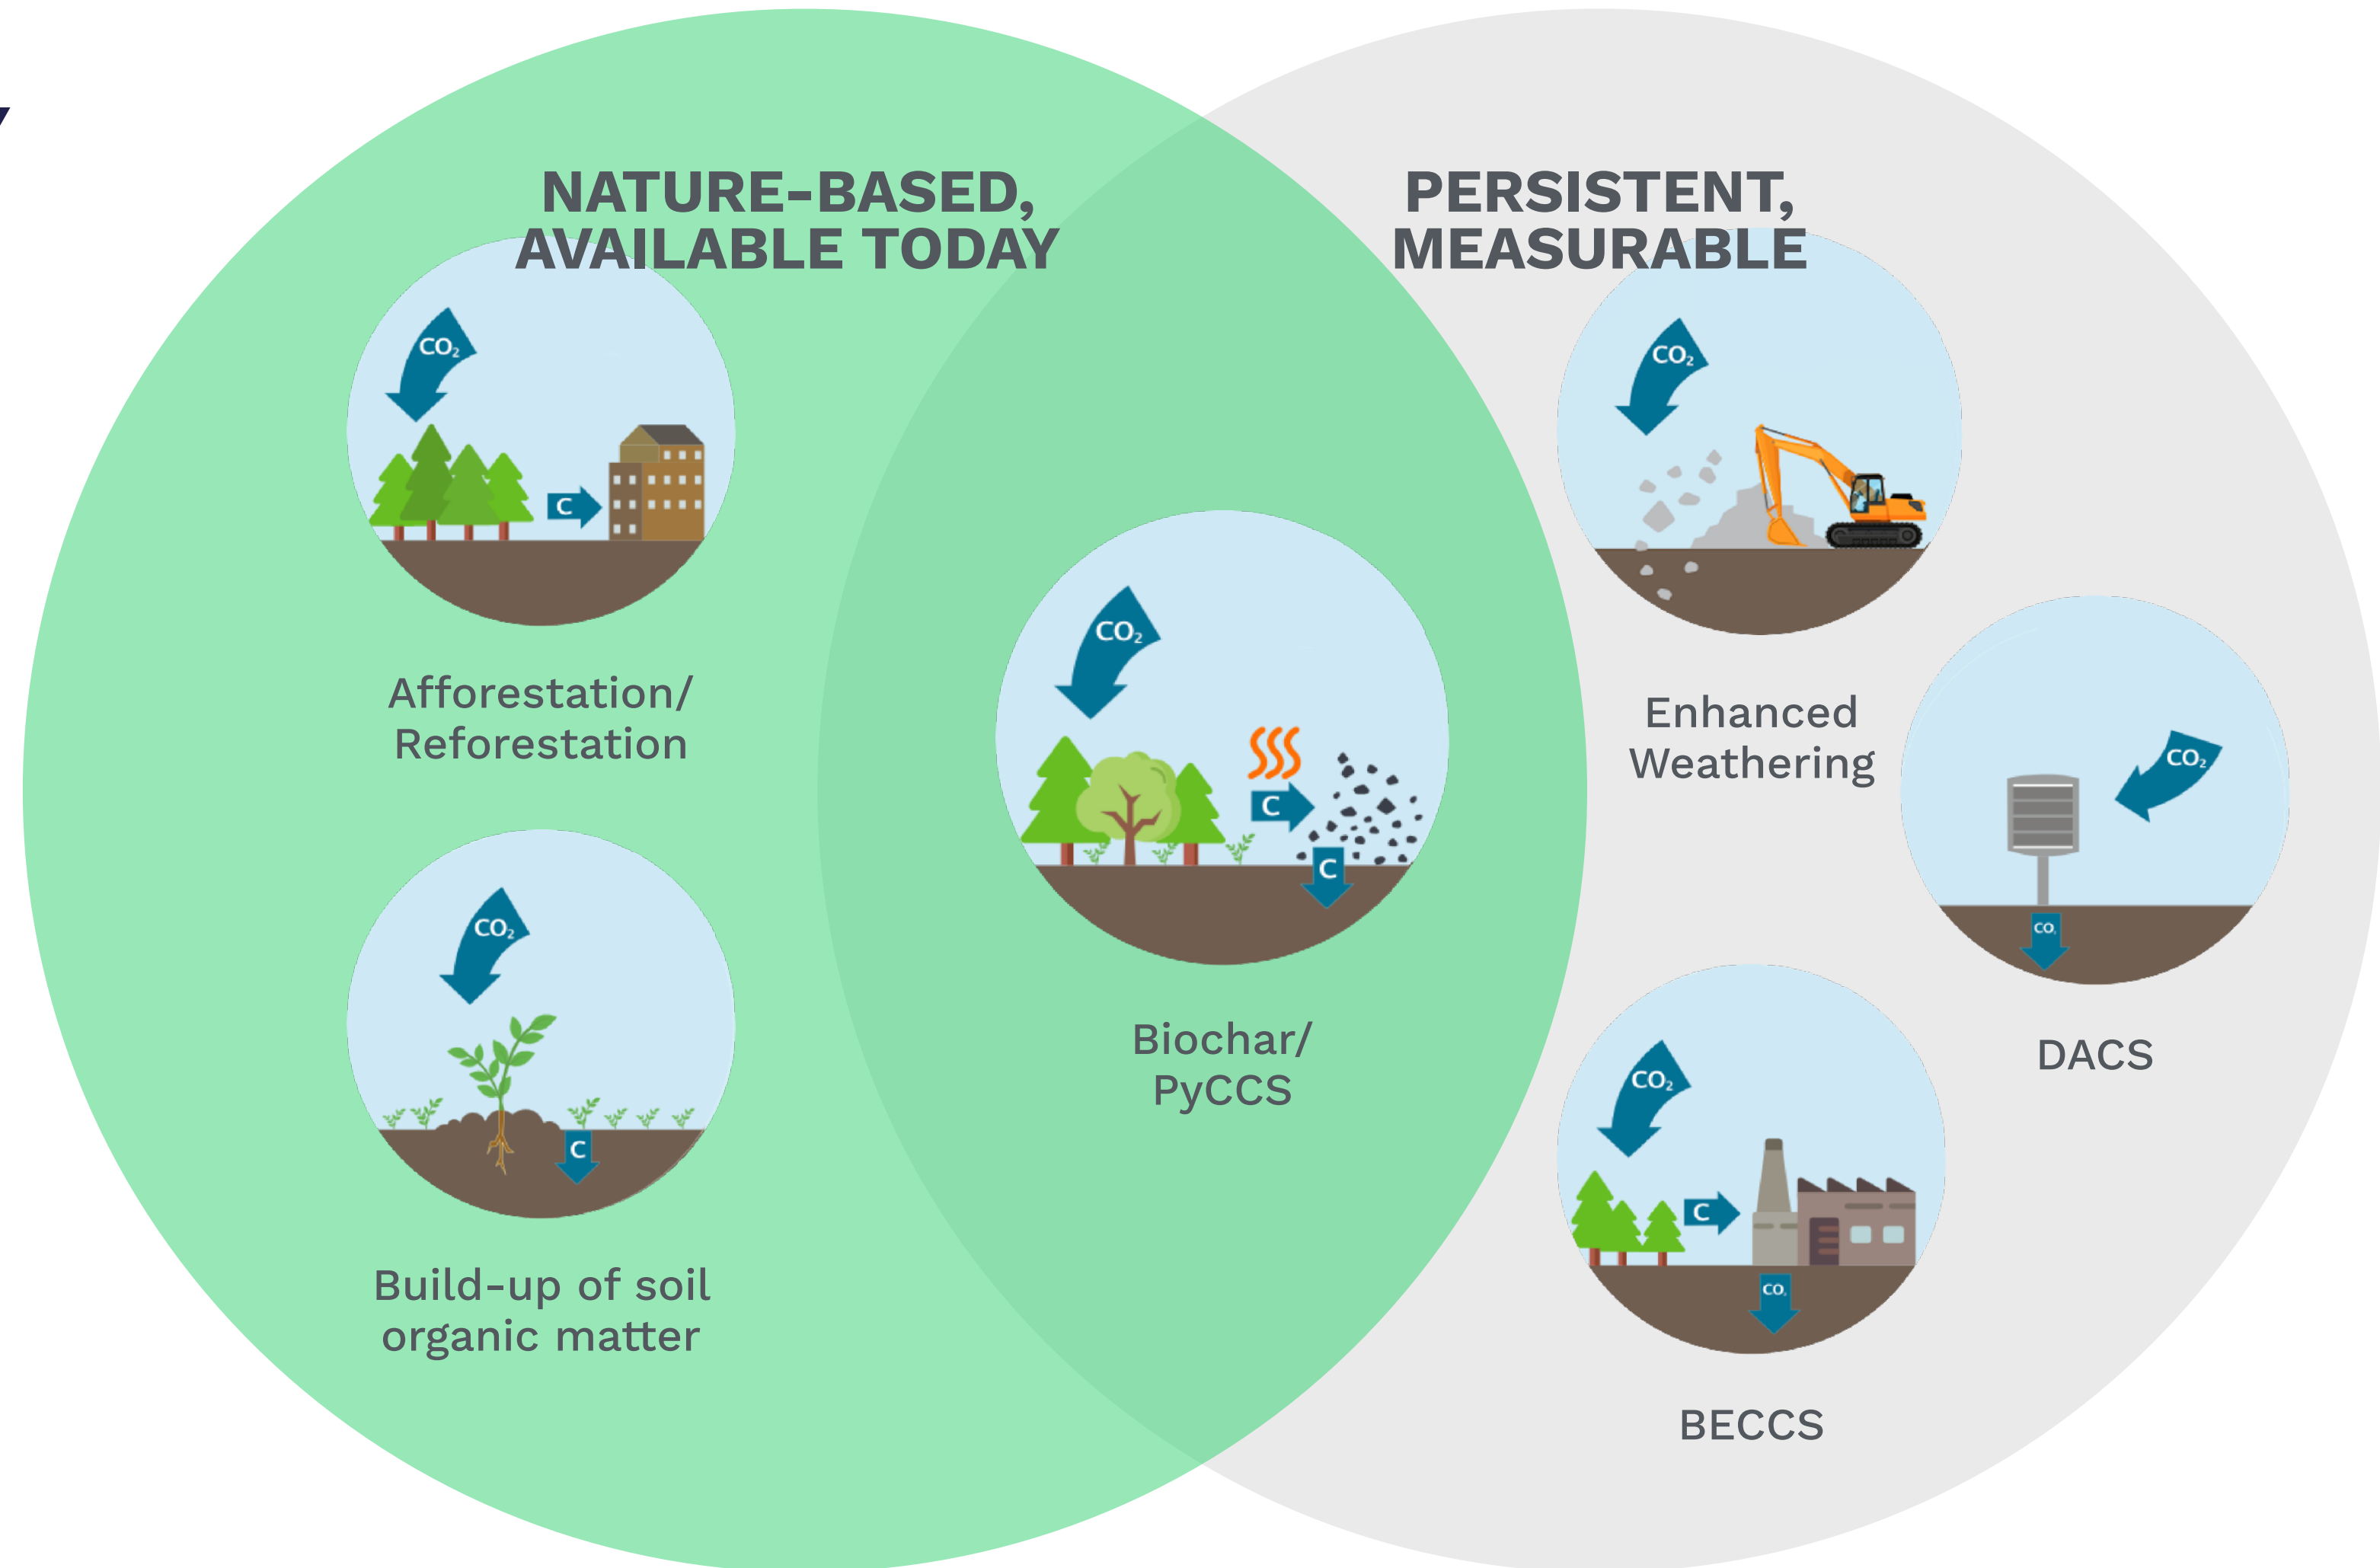 NATURE-BASED,
AVAILABLE TODAY
CO₂
C
Afforestation/
Reforestation
CO₂
C
Build-up of soil
organic matter
CO₂
C
C
Biochar/
PyCCS
PERSISTENT,
MEASURABLE
CO₂
Enhanced
Weathering
CO₂
CO₂
DACS
CO₂
C
CO₂
BECCS